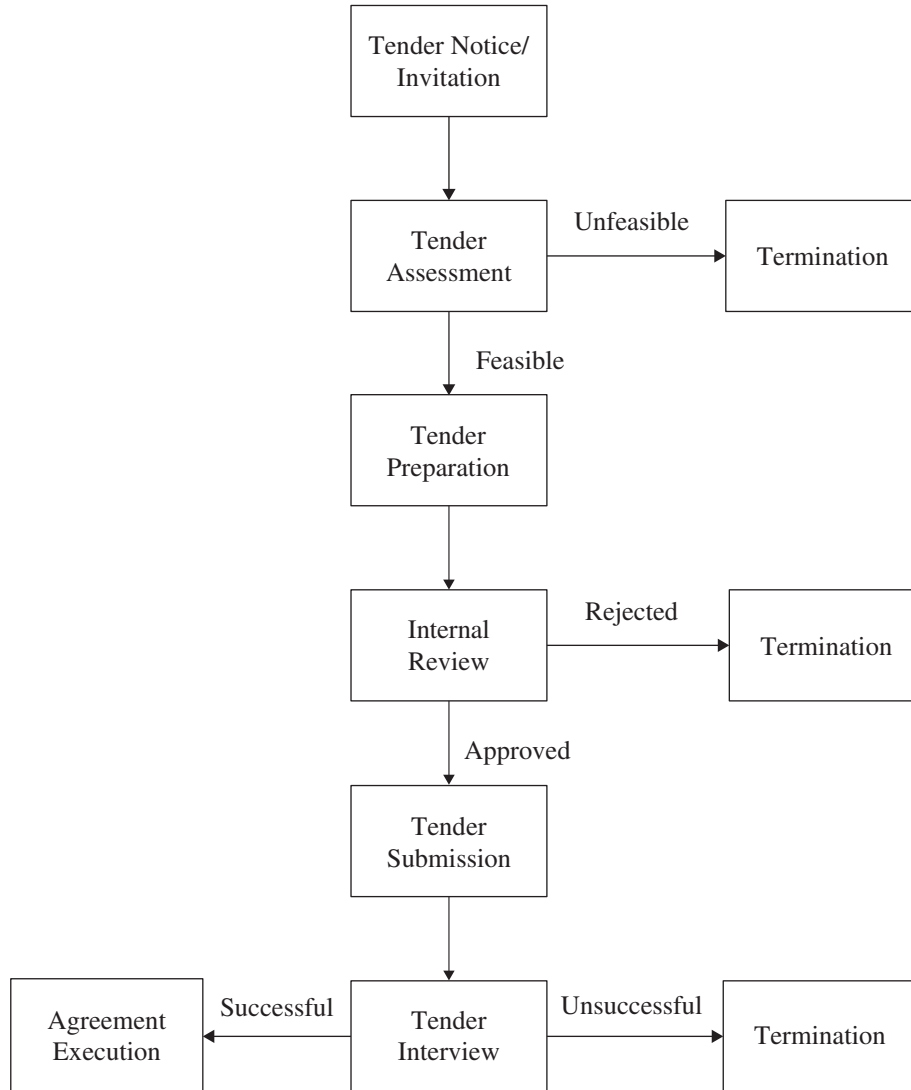 Tender Notice/
Invitation
Tender
Assessment
Unfeasible
Termination
Feasible
Tender
Preparation
Internal
Review
Rejected
Termination
Approved
Tender
Submission
Agreement
Execution
Successful
Tender
Interview
Unsuccessful
Termination